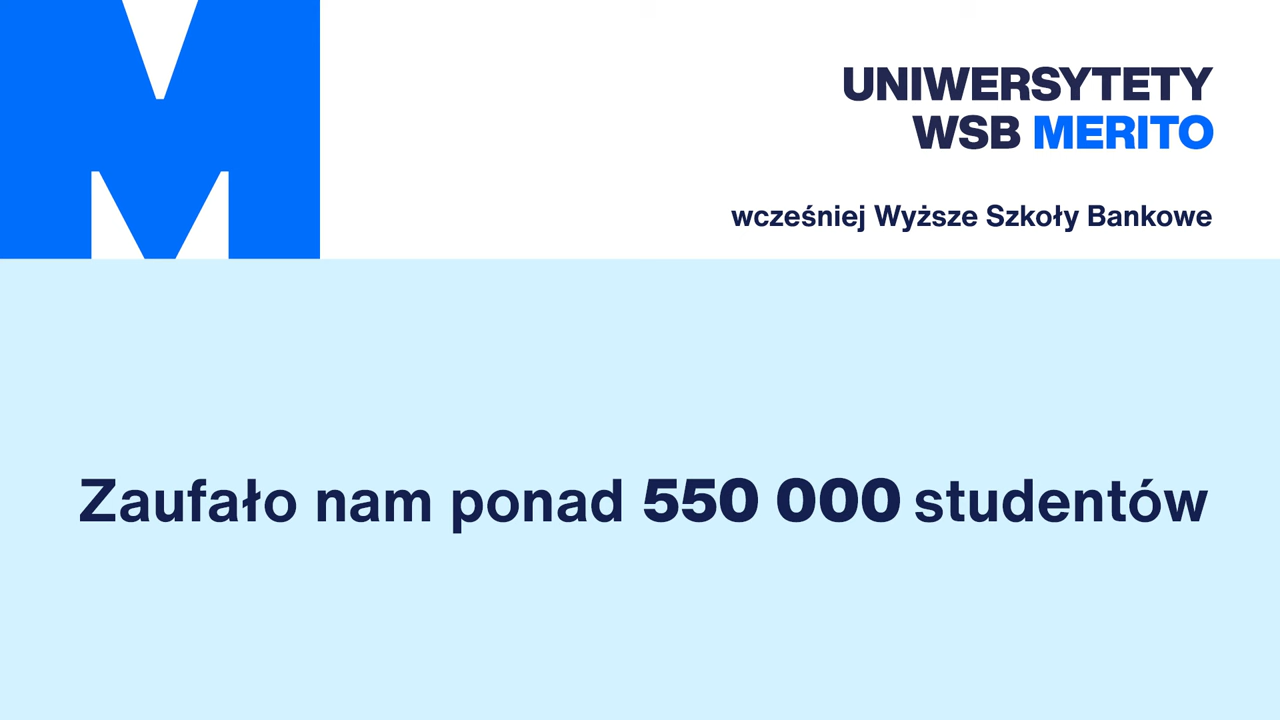 UNIWERSYTETY
WSB MERITO
wcześniej Wyższe Szkoły Bankowe
Zaufało nam ponad 550 000 studentów